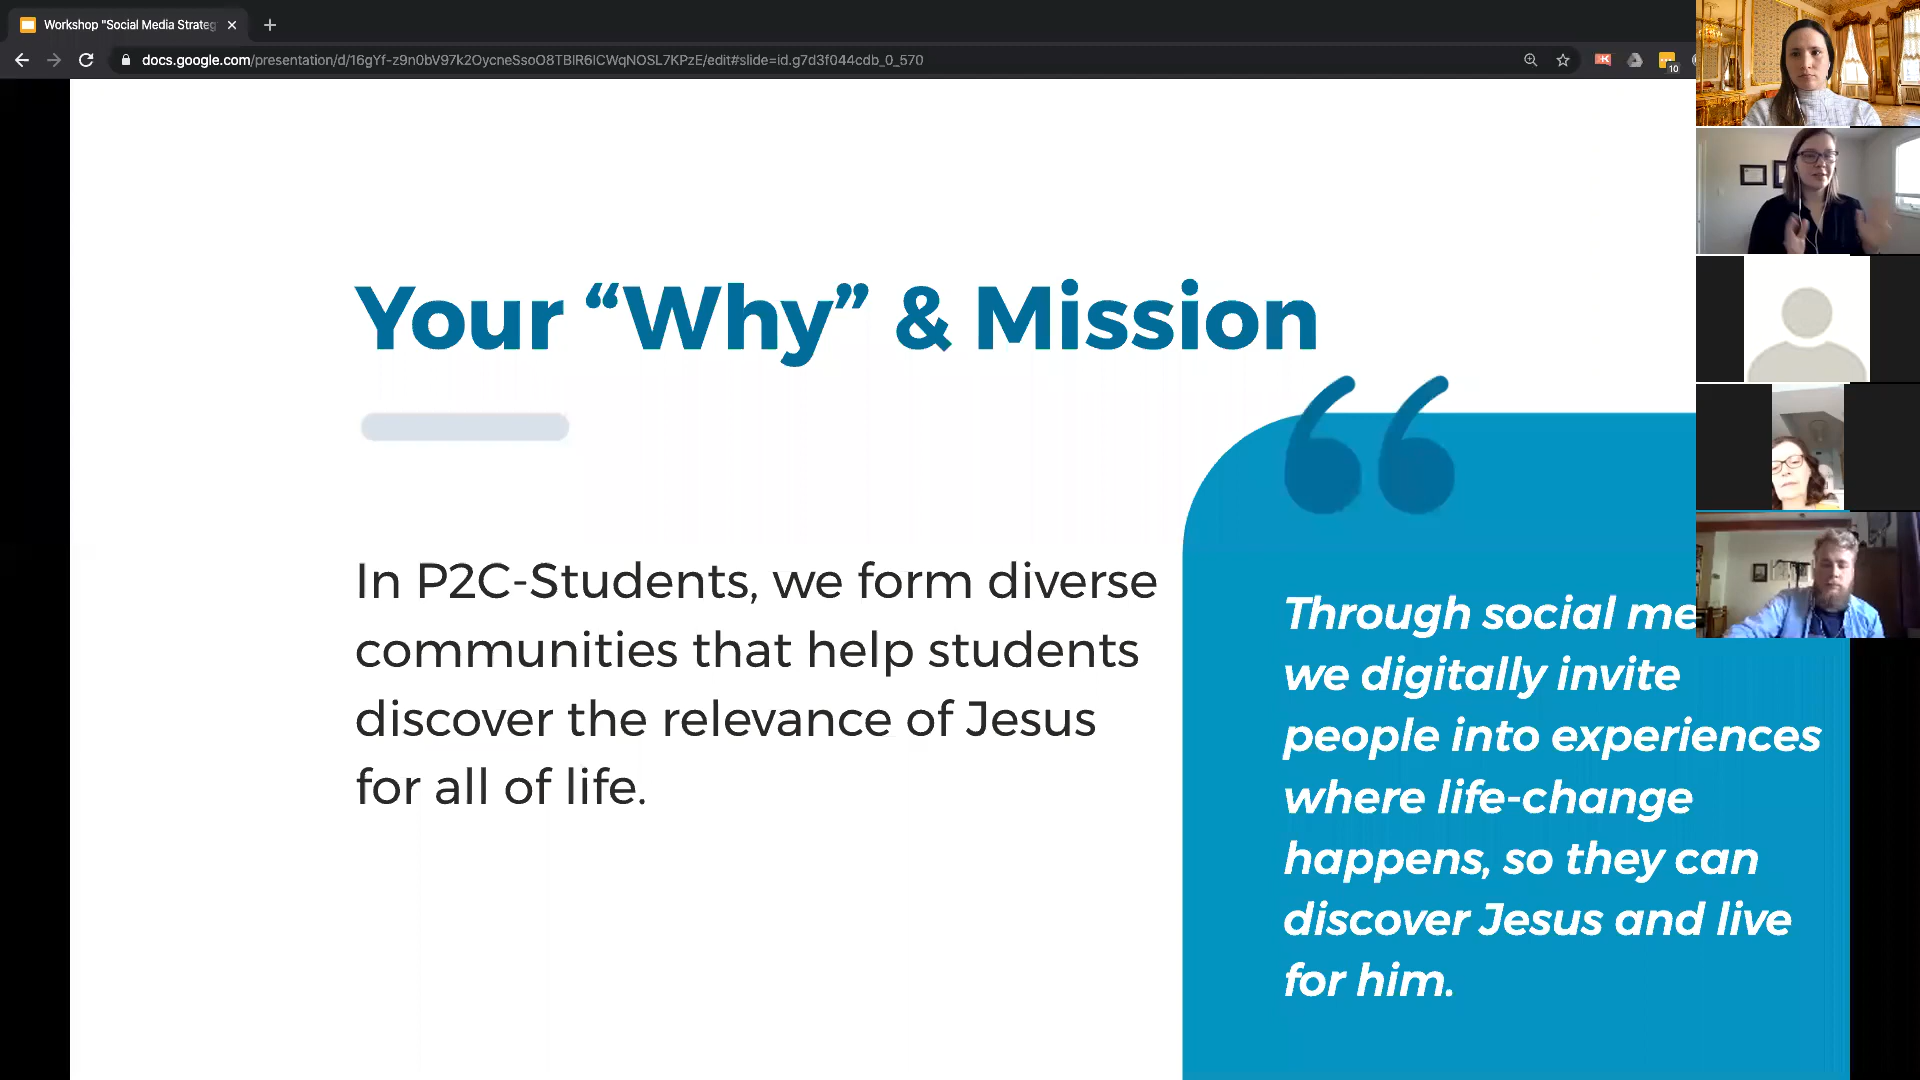 Workshop "Social Media Strateg
docs.google.com/presentation/d/16gYf-z9n0bV97k2OycneSsoO8TBlR6lCWqNOSL7KPzE/edit#slide=id.g7d3f044cdb_0_570
10
Your “Why” & Mission
In P2C-Students, we form diverse
communities that help students
discover the relevance of Jesus
for all of life.
Through social me
we digitally invite
people into experiences
where life-change
happens, so they can
discover Jesus and live
for him.